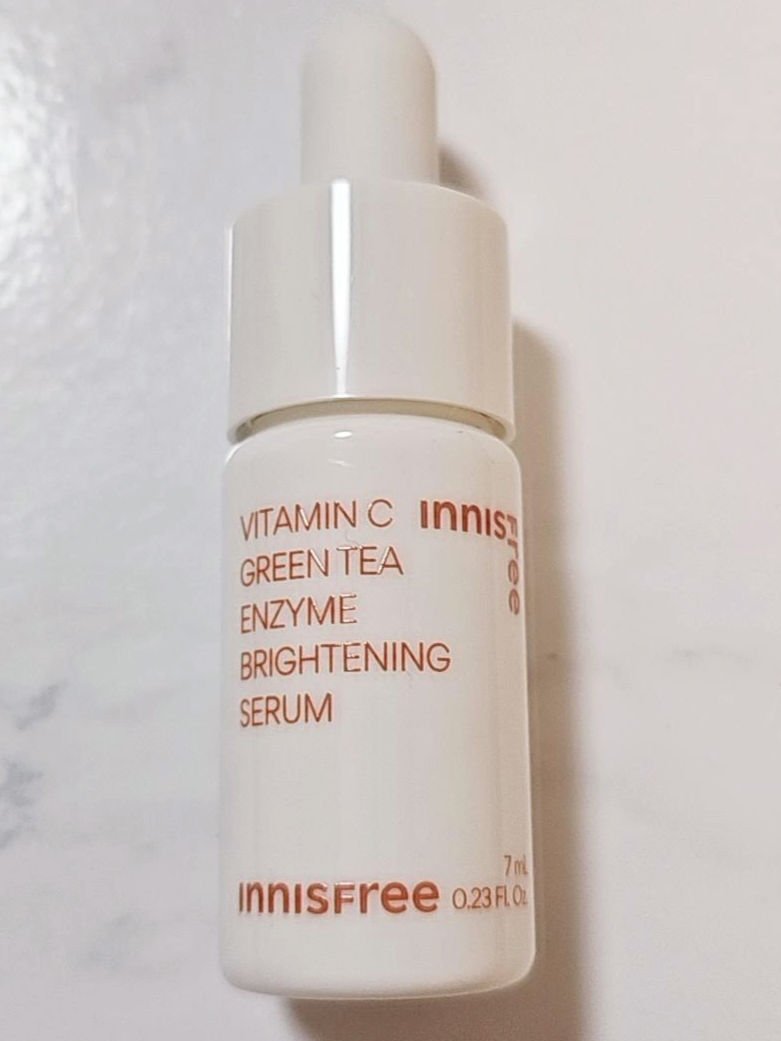 VITAMIN C
GREEN TEA
ENZYME
BRIGHTENING
SERUM
INNISFree
INNISFree
7 mL
0.23 Fl. Oz.